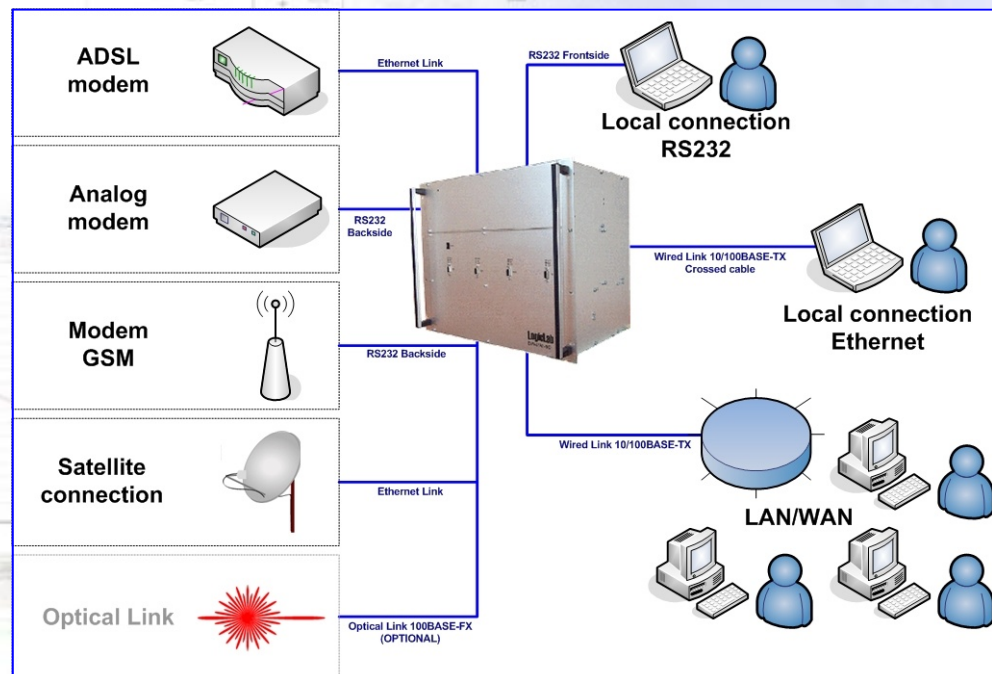 ADSL
modem
Ethernet Link
Analog
modem
RS232
Backside
Modem
GSM
RS232 Backside
Satellite
connection
Ethernet Link
Optical Link
Optical Link 100BASE-FX
(OPTIONAL)
LogicLab
RS232 Frontside
Local connection
RS232
Wired Link 10/100BASE-TX
Crossed cable
Local connection
Ethernet
Wired Link 10/100BASE-TX
LAN/WAN